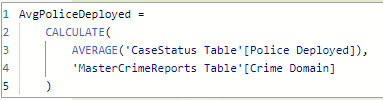 1 AvgPoliceDeployed =
2 CALCULATE(
3 AVERAGE('CaseStatus Table'[Police Deployed]),
4 'MasterCrimeReports Table'[Crime Domain]
5 )